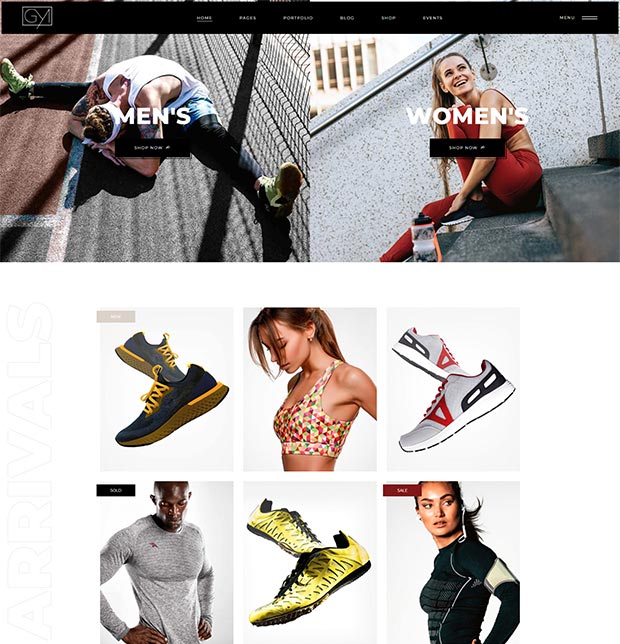 GYM
HOME PAGES PORTFOLIO BLOG SHOP EVENTS MENU
MEN'S
WOMEN'S
SHOP NOW
SHOP NOW
ARRIVALS
NEW
SOLD
SALE